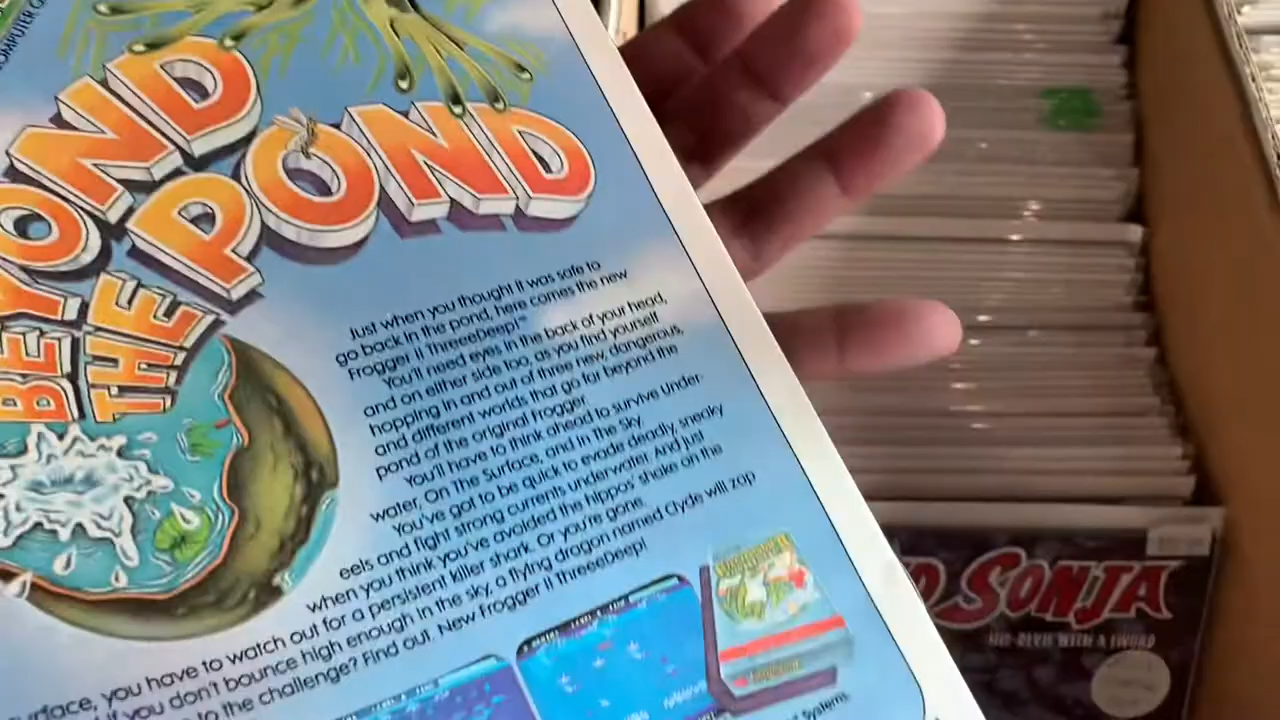 BEYOND
THE POND
Just when you thought it was safe to
go back in the pond, here comes the new
Frogger II ThreeeDeep!™
You'll need eyes in the back of your head,
and on either side too, as you find yourself
hopping in and out of three new, dangerous,
and different worlds that go far beyond the
pond of the original Frogger.
You'll have to think ahead to survive Under-
water, On The Surface, and In the Sky.
You've got to be quick to evade deadly, sneaky
eels and fight strong currents underwater. And just
when you think you've avoided the hippos' shake on the
surface, you have to watch out for a persistent killer shark. Or you're gone.
if you don't bounce high enough in the sky, a flying dragon named Clyde will zap
to the challenge? Find out. New Frogger II ThreeeDeep!
Systems.
SONJA
SHE-DEVIL WITH A SWORD